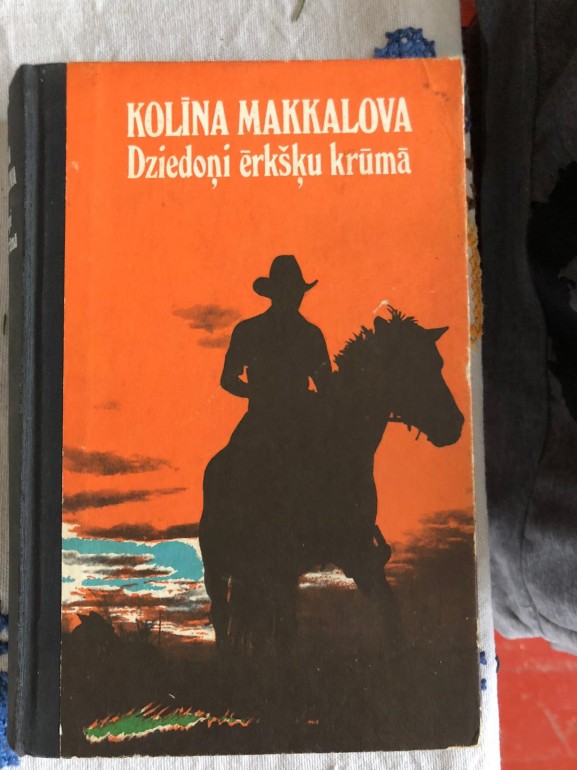 KOLĪNA MAKKALOVA
Dziedoņi ērkšķu krūmā